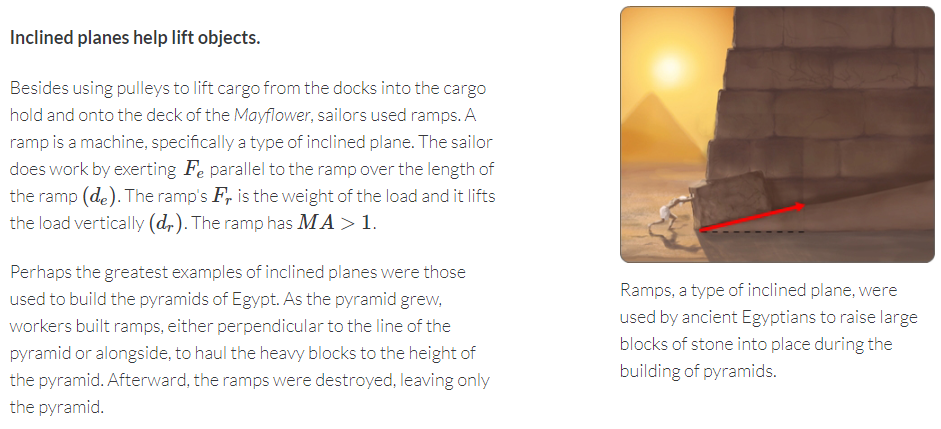 Inclined planes help lift objects.
Besides using pulleys to lift cargo from the docks into the cargo
hold and onto the deck of the Mayflower, sailors used ramps. A
ramp is a machine, specifically a type of inclined plane. The sailor
does work by exerting Fₑ parallel to the ramp over the length of
the ramp (dₑ). The ramp's Fᵣ is the weight of the load and it lifts
the load vertically (dᵣ). The ramp has MA > 1.
Perhaps the greatest examples of inclined planes were those
used to build the pyramids of Egypt. As the pyramid grew,
workers built ramps, either perpendicular to the line of the
pyramid or alongside, to haul the heavy blocks to the height of
the pyramid. Afterward, the ramps were destroyed, leaving only
the pyramid.
Ramps, a type of inclined plane, were
used by ancient Egyptians to raise large
blocks of stone into place during the
building of pyramids.